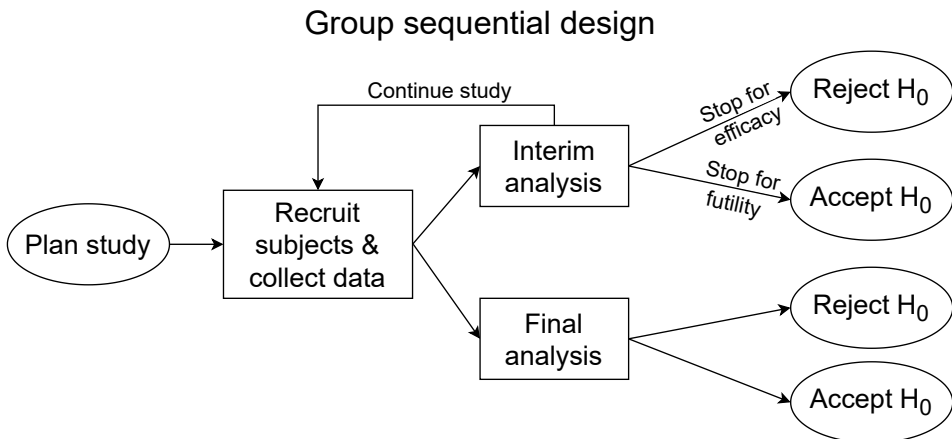 Group sequential design
Continue study
Stop for
efficacy
Reject H₀
Interim
analysis
Stop for
futility
Accept H₀
Plan study
Recruit
subjects &
collect data
Final
analysis
Reject H₀
Accept H₀